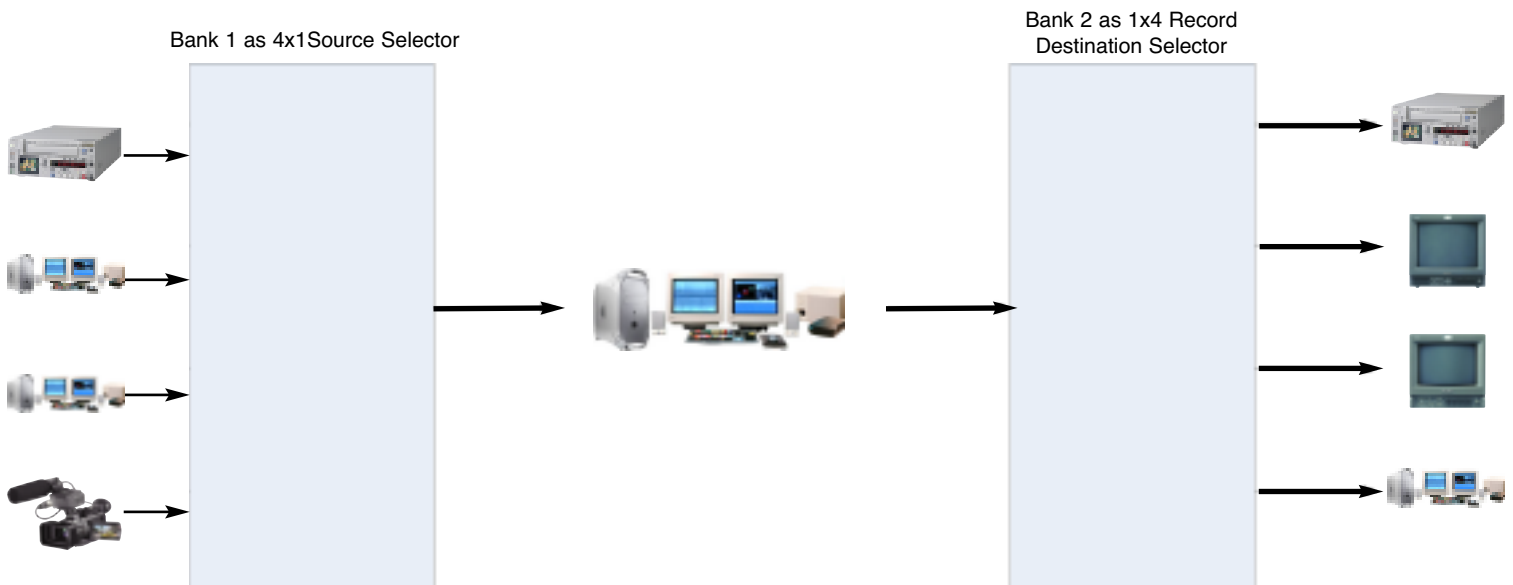 Bank 1 as 4x1Source Selector
Bank 2 as 1x4 Record
Destination Selector